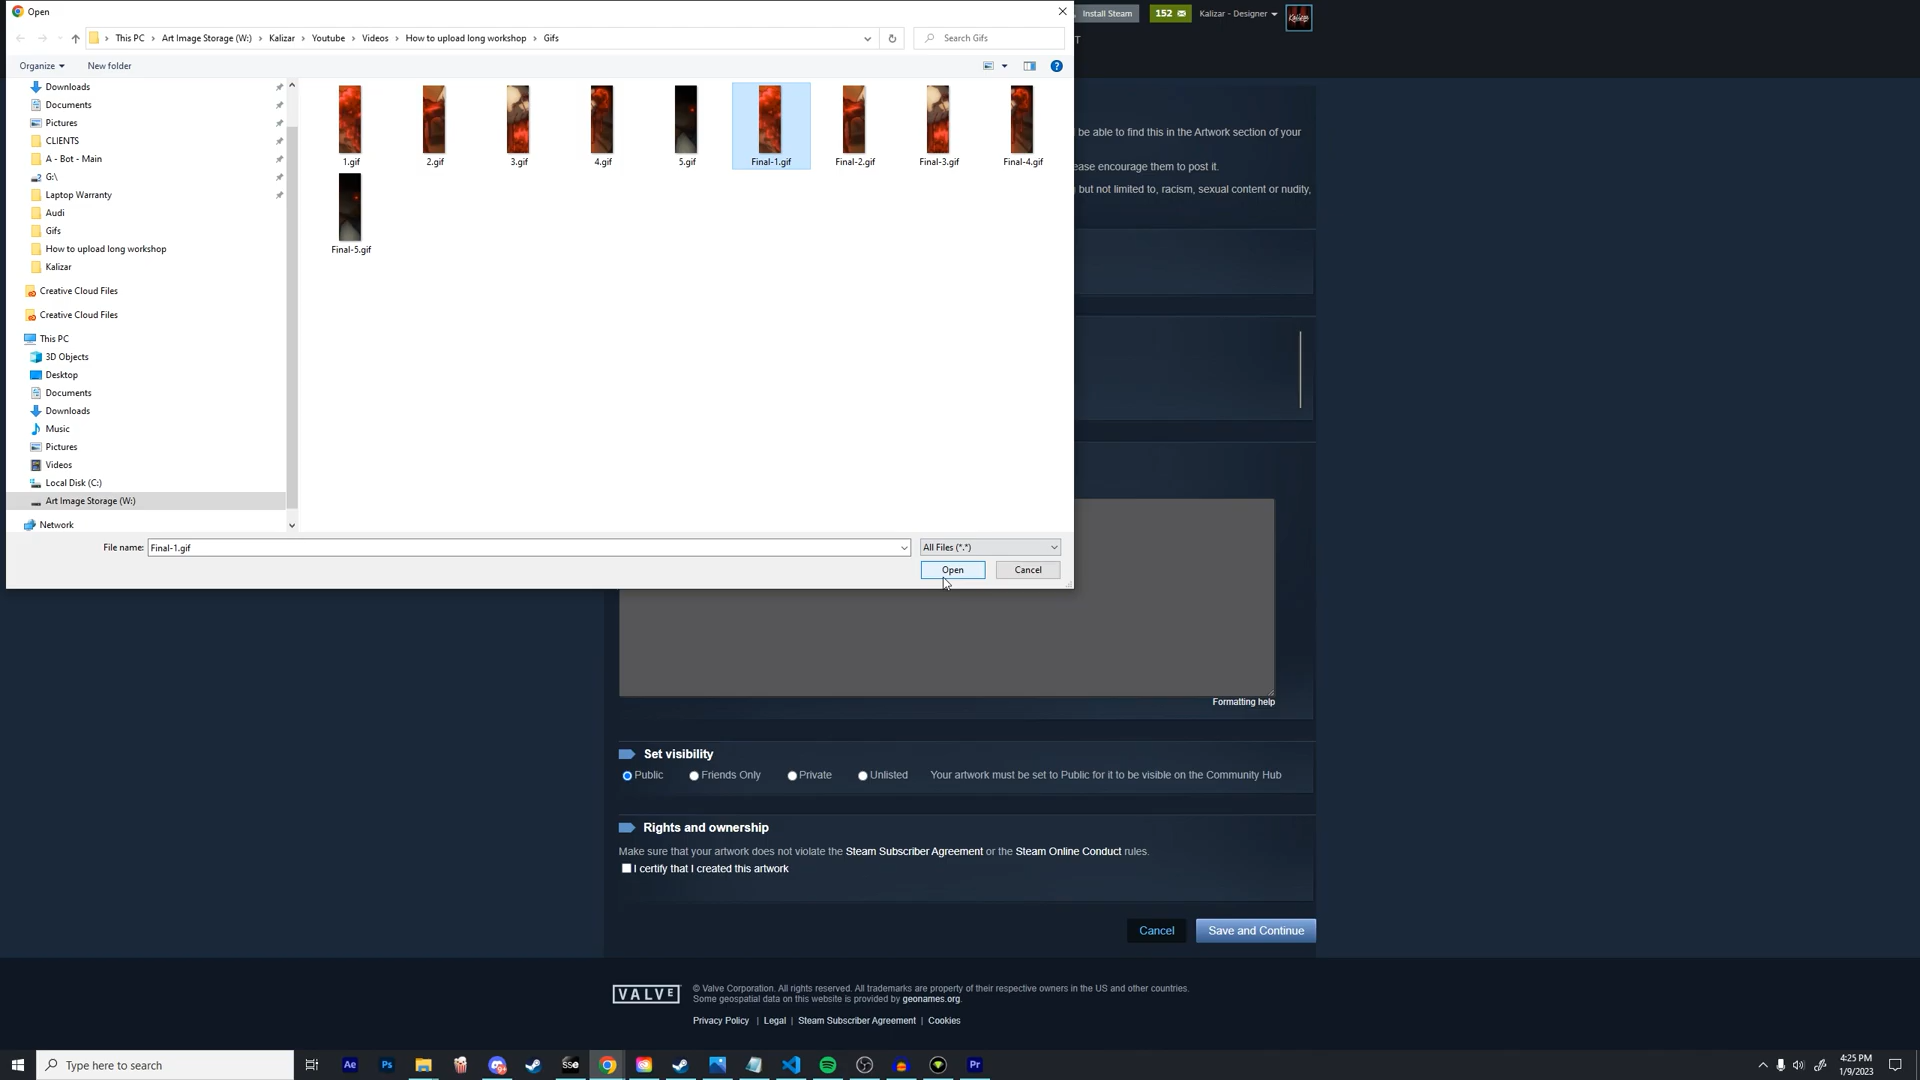 Open
Install Steam
152
Kalizar - Designer
This PC > Art Image Storage (W:) > Kalizar > Youtube > Videos > How to upload long workshop > Gifs
Search Gifs
T
Organize
New folder
Downloads
Documents
Pictures
CLIENTS
A - Bot - Main
G:\
Laptop Warranty
Audi
Gifs
How to upload long workshop
Kalizar
Creative Cloud Files
Creative Cloud Files
This PC
3D Objects
Desktop
Documents
Downloads
Music
Pictures
Videos
Local Disk (C:)
Art Image Storage (W:)
Network
1.gif
2.gif
3.gif
4.gif
5.gif
Final-1.gif
Final-2.gif
Final-3.gif
Final-4.gif
Final-5.gif
be able to find this in the Artwork section of your
ease encourage them to post it.
but not limited to, racism, sexual content or nudity,
File name: Final-1.gif
All Files (*.*)
Open
Cancel
Formatting help
Set visibility
Public
Friends Only
Private
Unlisted
Your artwork must be set to Public for it to be visible on the Community Hub
Rights and ownership
Make sure that your artwork does not violate the Steam Subscriber Agreement or the Steam Online Conduct rules.
I certify that I created this artwork
Cancel
Save and Continue
VALVE
© Valve Corporation. All rights reserved. All trademarks are property of their respective owners in the US and other countries.
Some geospatial data on this website is provided by geonames.org.
Privacy Policy | Legal | Steam Subscriber Agreement | Cookies
Type here to search
Ae
Ps
SSE
Pr
4:25 PM
1/9/2023